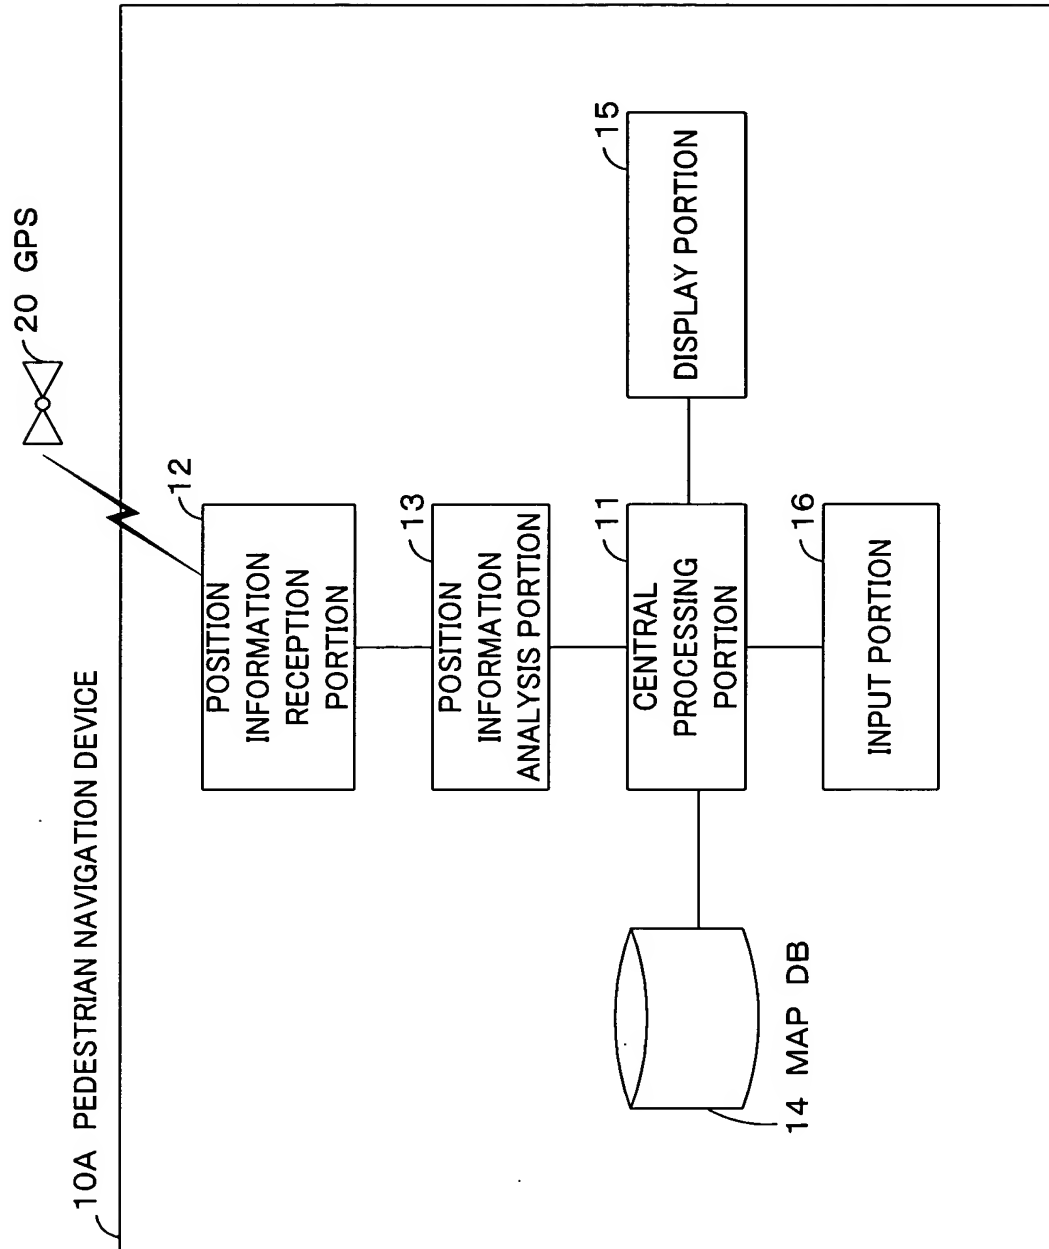 10A PEDESTRIAN NAVIGATION DEVICE
20 GPS
12
POSITION
INFORMATION
RECEPTION
PORTION
13
POSITION
INFORMATION
ANALYSIS PORTION
14 MAP DB
11
CENTRAL
PROCESSING
PORTION
15
DISPLAY PORTION
16
INPUT PORTION